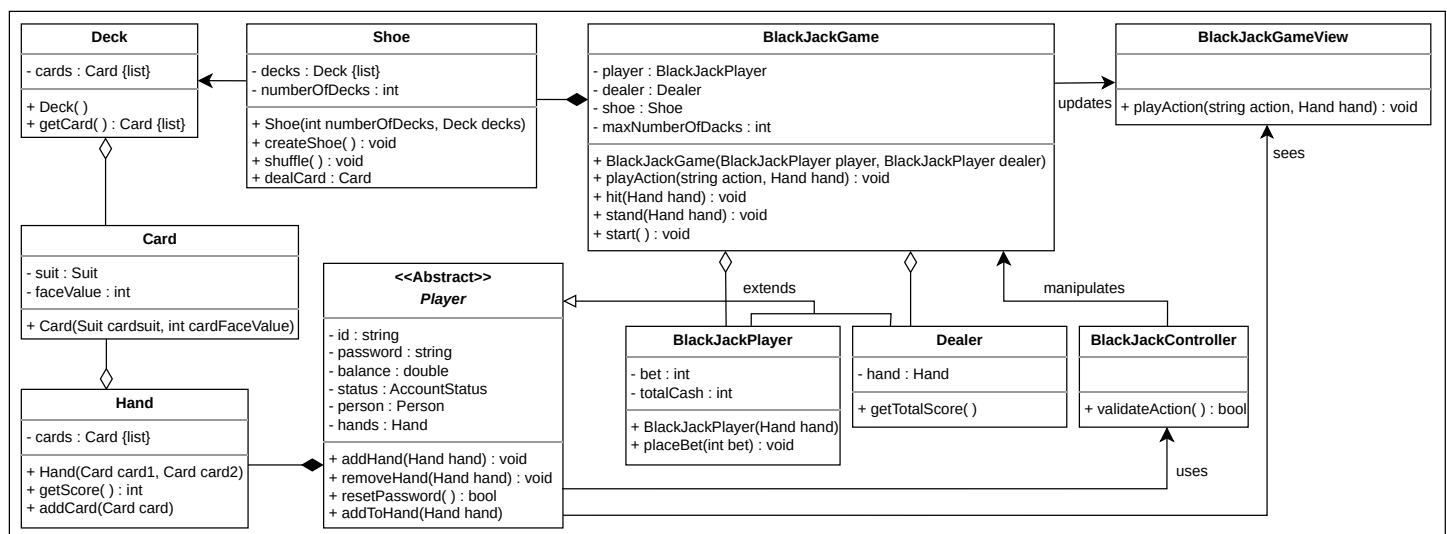 Deck
- cards : Card {list}
+ Deck( )
+ getCard( ) : Card {list}
Shoe
- decks : Deck {list}
- numberOfDecks : int
+ Shoe(int numberOfDecks, Deck decks)
+ createShoe( ) : void
+ shuffle( ) : void
+ dealCard : Card
BlackJackGame
- player : BlackJackPlayer
- dealer : Dealer
- shoe : Shoe
- maxNumberOfDacks : int
+ BlackJackGame(BlackJackPlayer player, BlackJackPlayer dealer)
+ playAction(string action, Hand hand) : void
+ hit(Hand hand) : void
+ stand(Hand hand) : void
+ start( ) : void
updates
BlackJackGameView
+ playAction(string action, Hand hand) : void
sees
Card
- suit : Suit
- faceValue : int
+ Card(Suit cardsuit, int cardFaceValue)
<<Abstract>>
Player
- id : string
- password : string
- balance : double
- status : AccountStatus
- person : Person
- hands : Hand
+ addHand(Hand hand) : void
+ removeHand(Hand hand) : void
+ resetPassword( ) : bool
+ addToHand(Hand hand)
extends
manipulates
BlackJackPlayer
- bet : int
- totalCash : int
+ BlackJackPlayer(Hand hand)
+ placeBet(int bet) : void
Dealer
- hand : Hand
+ getTotalScore( )
BlackJackController
+ validateAction( ) : bool
uses
Hand
- cards : Card {list}
+ Hand(Card card1, Card card2)
+ getScore( ) : int
+ addCard(Card card)